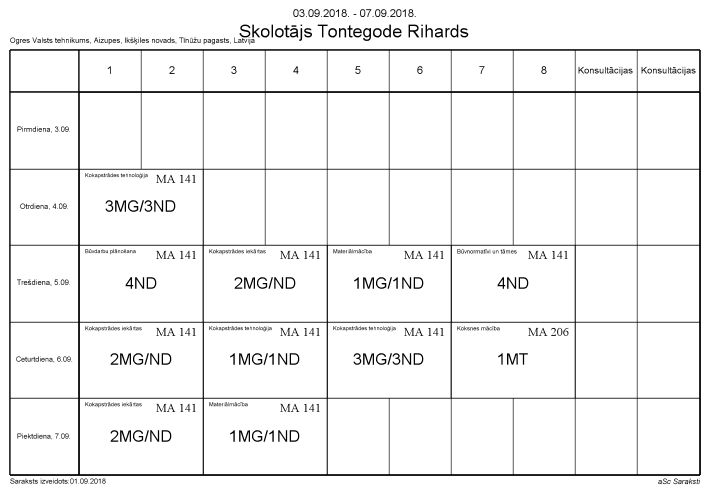 03.09.2018. - 07.09.2018.
Skolotājs Tontegode Rihards
Ogres Valsts tehnikums, Aizupes, Ikšķiles novads, Tīnūžu pagasts, Latvija
1 2 3 4 5 6 7 8 Konsultācijas Konsultācijas
Pirmdiena, 3.09.
Kokapstrādes tehnoloģija MA 141
Otrdiena, 4.09.
3MG/3ND
Būvdarbu plānošana MA 141 Kokapstrādes iekārtas MA 141 Materiālmācība MA 141 Būvnormatīvi un tāmes MA 141
Trešdiena, 5.09.
4ND 2MG/ND 1MG/1ND 4ND
Kokapstrādes iekārtas MA 141 Kokapstrādes tehnoloģija MA 141 Kokapstrādes tehnoloģija MA 141 Koksnes mācība MA 206
Ceturtdiena, 6.09.
2MG/ND 1MG/1ND 3MG/3ND 1MT
Kokapstrādes iekārtas MA 141 Materiālmācība MA 141
Piektdiena, 7.09.
2MG/ND 1MG/1ND
Saraksts izveidots:01.09.2018 aSc Saraksti